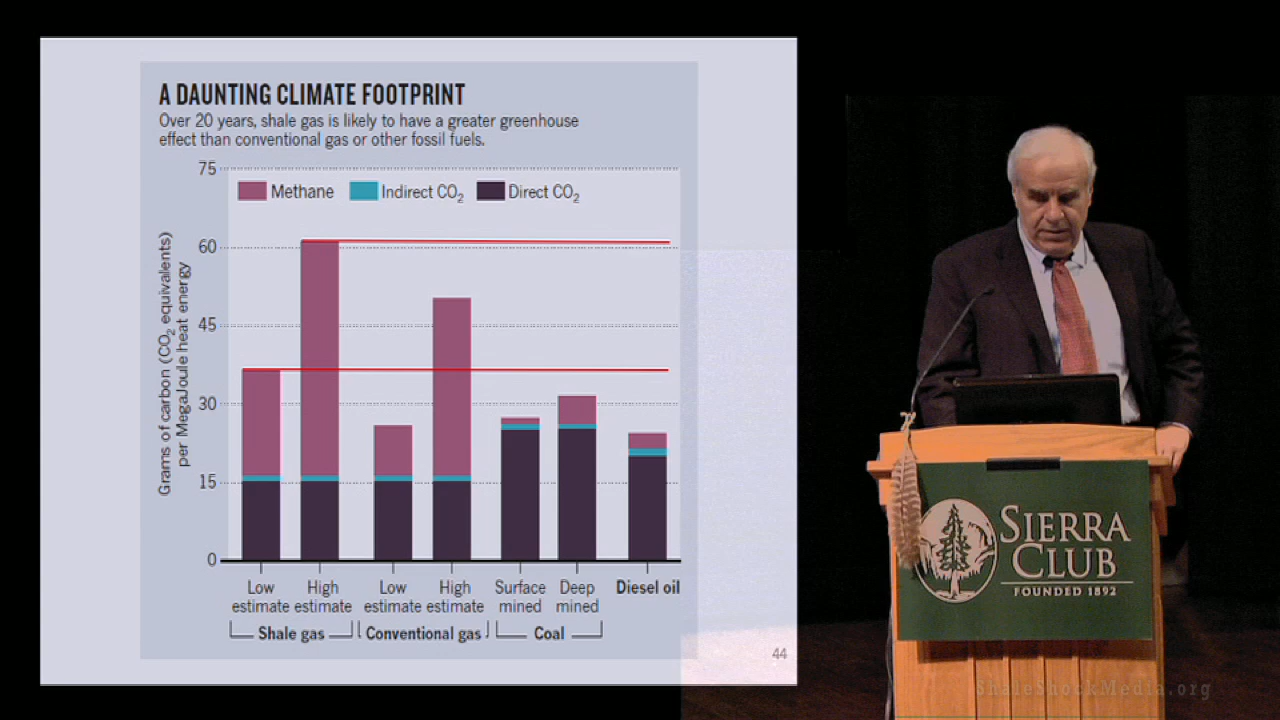 A DAUNTING CLIMATE FOOTPRINT
Over 20 years, shale gas is likely to have a greater greenhouse
effect than conventional gas or other fossil fuels.
75
60
45
30
15
0
Grams of carbon (CO₂ equivalents)
per MegaJoule heat energy
Methane
Indirect CO₂
Direct CO₂
Low
estimate
High
estimate
Low
estimate
High
estimate
Surface
mined
Deep
mined
Diesel oil
Shale gas
Conventional gas
Coal
44
SIERRA
CLUB
FOUNDED 1892
ShaleShockMedia.org